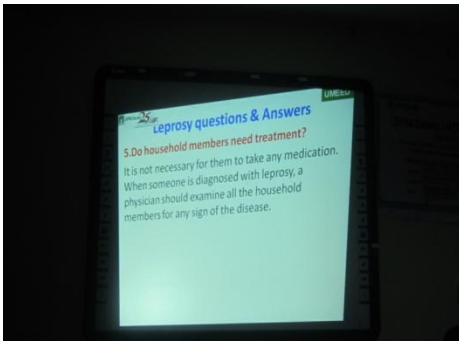 UMEED
25
Leprosy questions & Answers
5.Do household members need treatment?
It is not necessary for them to take any medication.
When someone is diagnosed with leprosy, a
physician should examine all the household
members for any sign of the disease.